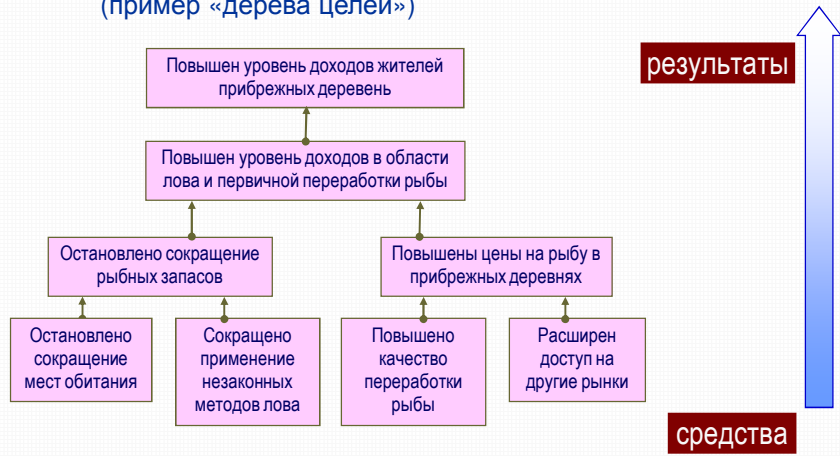 (пример «дерева целей»)
результаты
Повышен уровень доходов жителей
прибрежных деревень
Повышен уровень доходов в области
лова и первичной переработки рыбы
Остановлено сокращение
рыбных запасов
Повышены цены на рыбу в
прибрежных деревнях
Остановлено
сокращение
мест обитания
Сокращено
применение
незаконных
методов лова
Повышено
качество
переработки
рыбы
Расширен
доступ на
другие рынки
средства